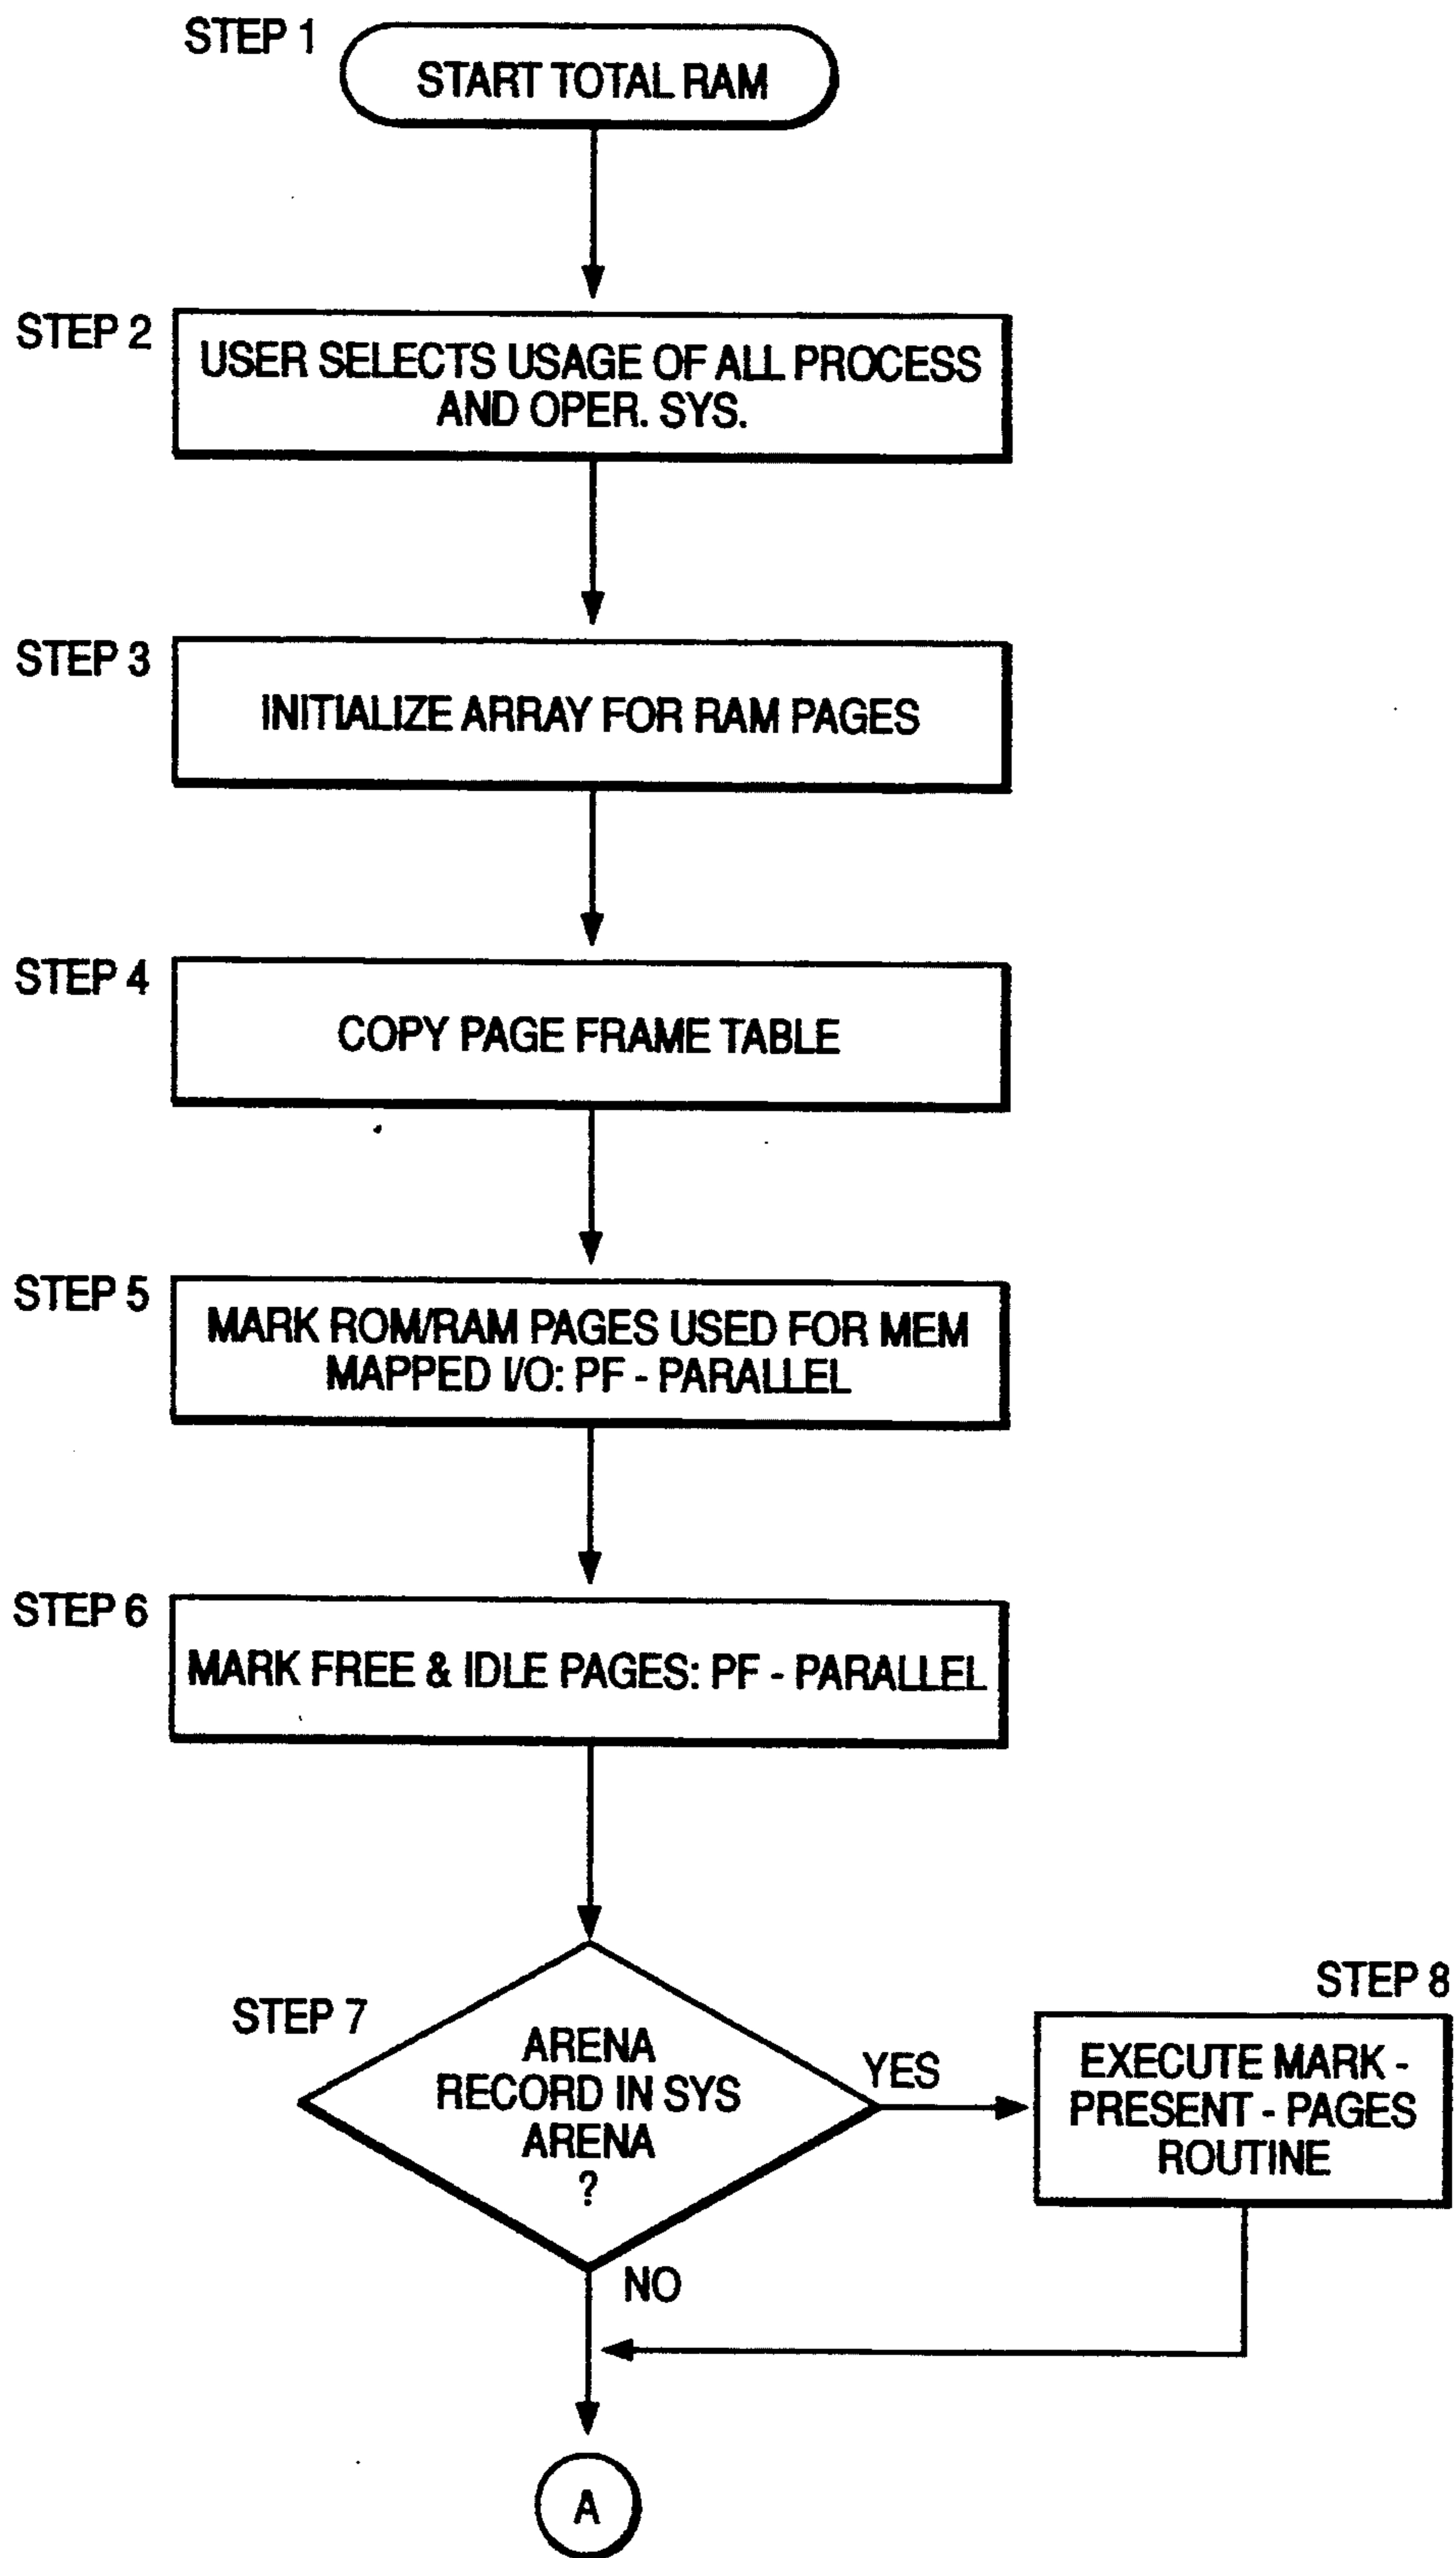 STEP 1
START TOTAL RAM
STEP 2
USER SELECTS USAGE OF ALL PROCESS
AND OPER. SYS.
STEP 3
INITIALIZE ARRAY FOR RAM PAGES
STEP 4
COPY PAGE FRAME TABLE
STEP 5
MARK ROM/RAM PAGES USED FOR MEM
MAPPED I/O: PF - PARALLEL
STEP 6
MARK FREE & IDLE PAGES: PF - PARALLEL
STEP 7
ARENA
RECORD IN SYS
ARENA
?
YES
STEP 8
EXECUTE MARK -
PRESENT - PAGES
ROUTINE
NO
A